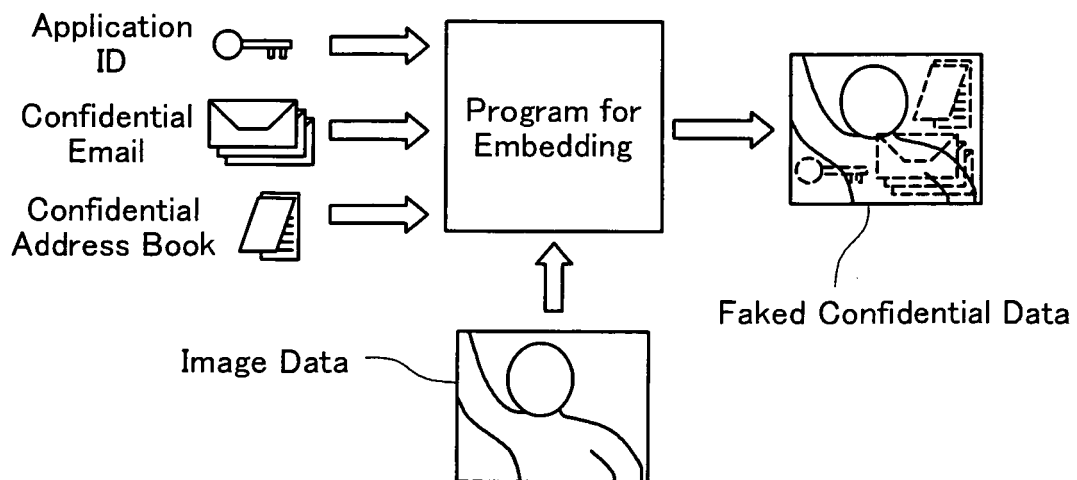 Application
ID
Confidential
Email
Confidential
Address Book
Program for
Embedding
Faked Confidential Data
Image Data